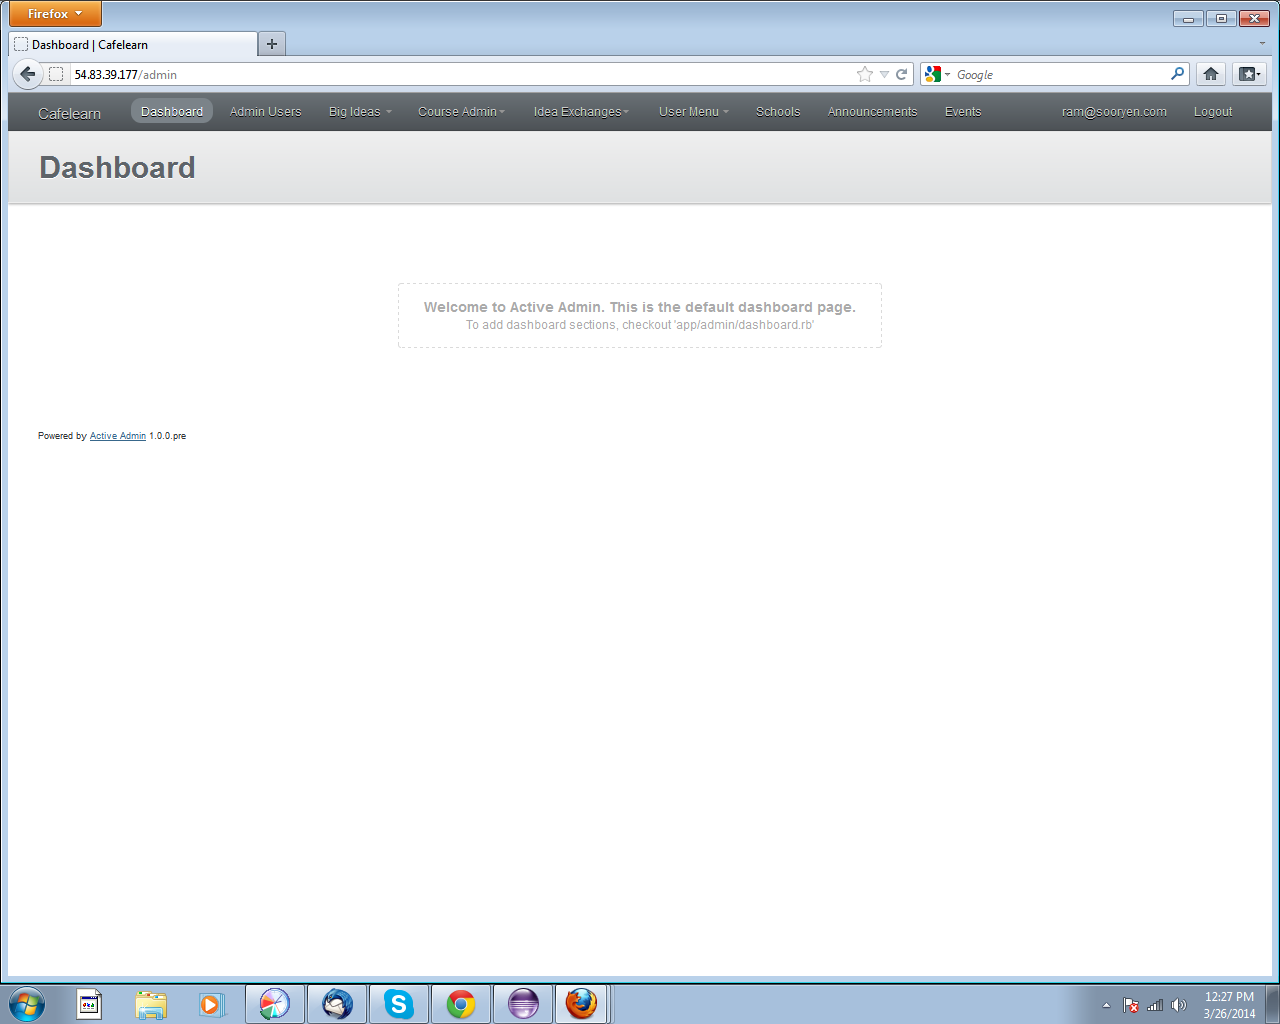 Firefox
Dashboard | Cafelearn
54.83.39.177/admin
Google
Cafelearn Dashboard Admin Users Big Ideas Course Admin Idea Exchanges User Menu Schools Announcements Events ram@sooryen.com Logout
Dashboard
Welcome to Active Admin. This is the default dashboard page.
To add dashboard sections, checkout 'app/admin/dashboard.rb'
Powered by Active Admin 1.0.0.pre
12:27 PM
3/26/2014